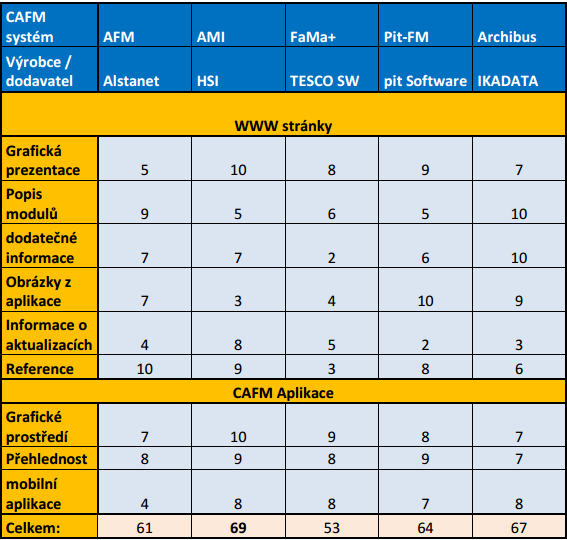 CAFM
systém AFM AMI FaMa+ Pit-FM Archibus
Výrobce /
dodavatel Alstanet HSI TESCO SW pit Software IKADATA
WWW stránky
Grafická
prezentace 5 10 8 9 7
Popis
modulů 9 5 6 5 10
dodatečné
informace 7 7 2 6 10
Obrázky z
aplikace 7 3 4 10 9
Informace o
aktualizacích 4 8 5 2 3
Reference 10 9 3 8 6
CAFM Aplikace
Grafické
prostředí 7 10 9 8 7
Přehlednost 8 9 8 9 7
mobilní
aplikace 4 8 8 7 8
Celkem: 61 69 53 64 67